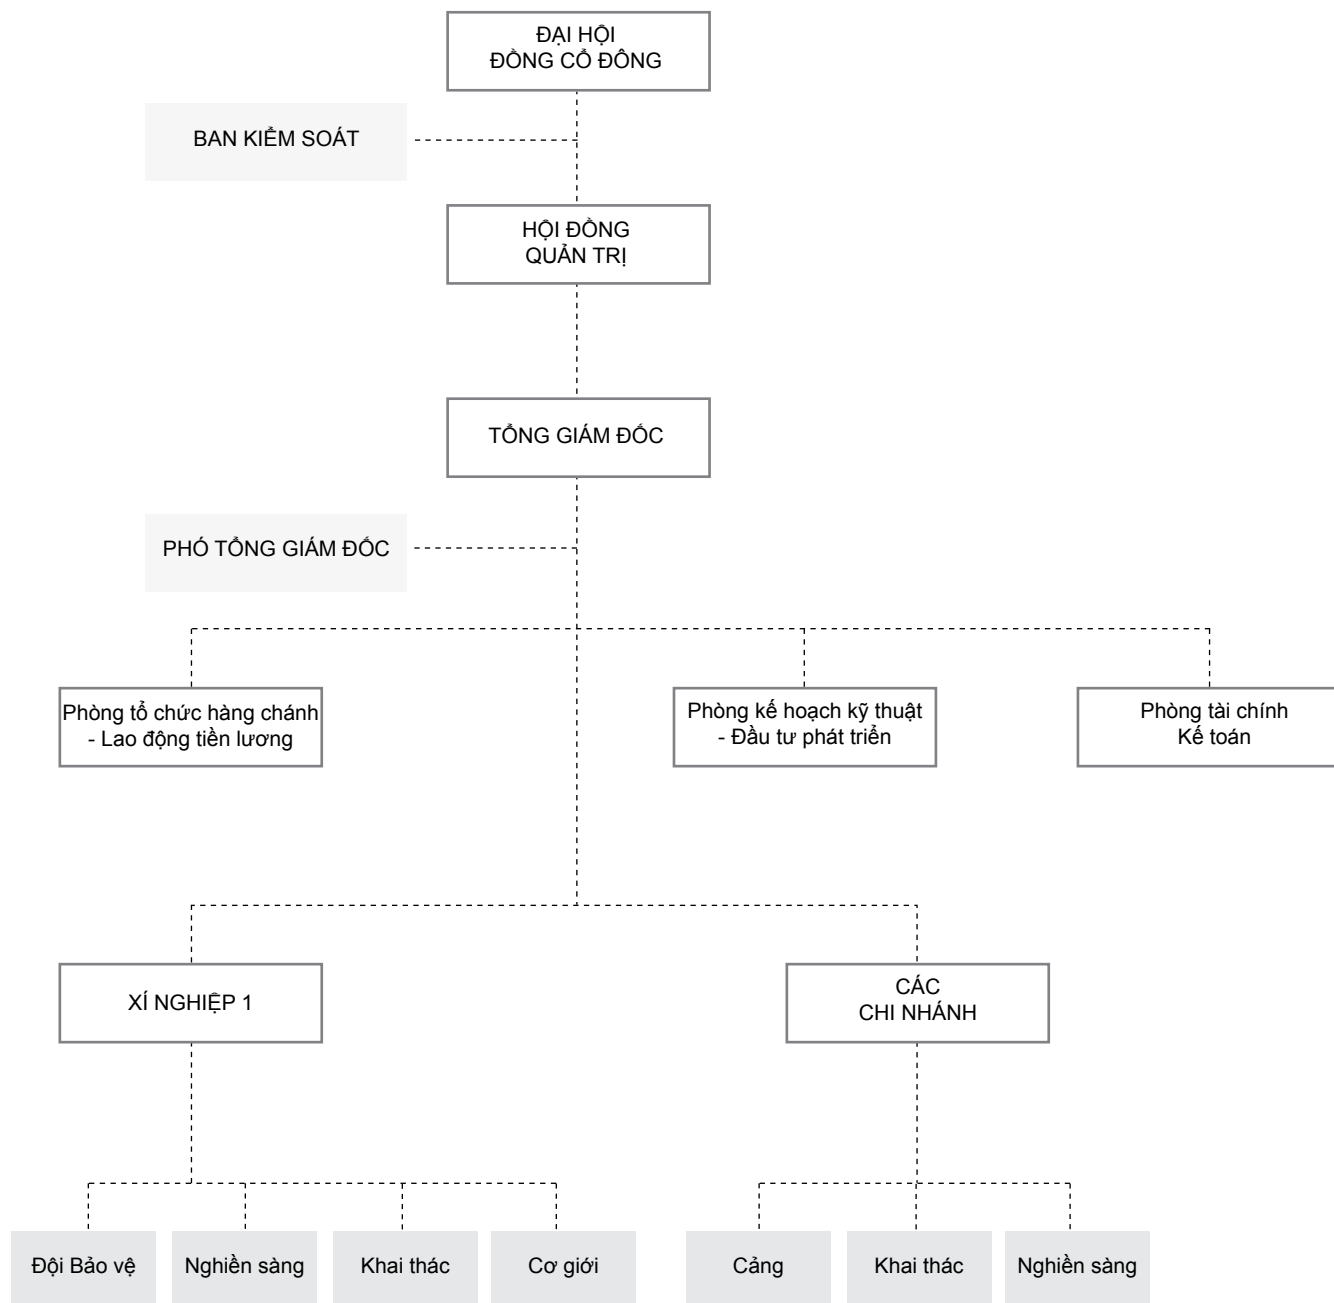 ĐẠI HỘI
ĐỒNG CỔ ĐÔNG
BAN KIỂM SOÁT
HỘI ĐỒNG
QUẢN TRỊ
TỔNG GIÁM ĐỐC
PHÓ TỔNG GIÁM ĐỐC
Phòng tổ chức hàng chánh
- Lao động tiền lương
Phòng kế hoạch kỹ thuật
- Đầu tư phát triển
Phòng tài chính
Kế toán
XÍ NGHIỆP 1
CÁC
CHI NHÁNH
Đội Bảo vệ
Nghiền sàng
Khai thác
Cơ giới
Cảng
Khai thác
Nghiền sàng